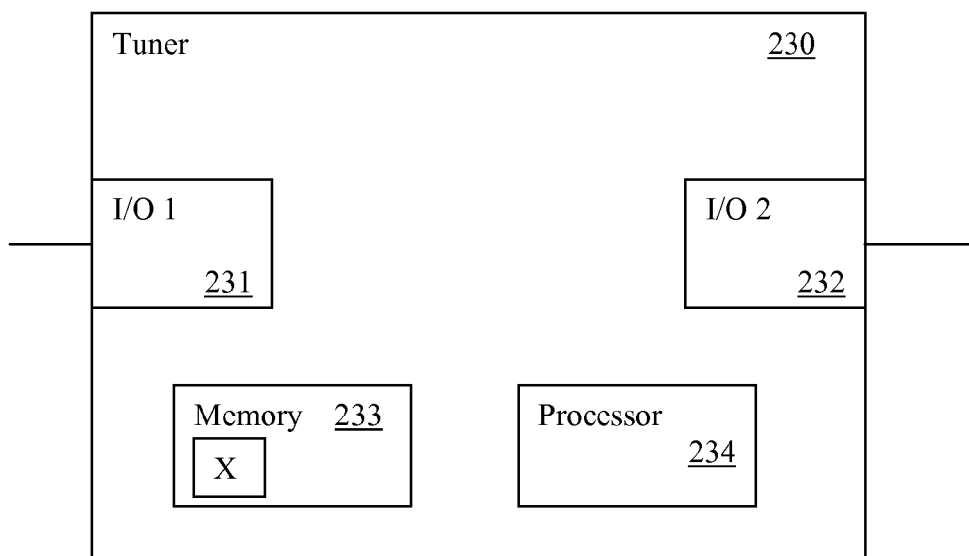 Tuner 230
I/O 1
I/O 2
231
232
Memory 233
Processor
X
234